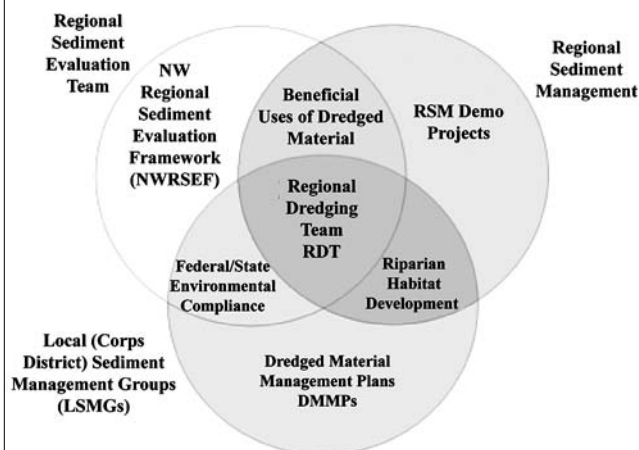 Regional
Sediment
Evaluation
Team
NW
Regional
Sediment
Evaluation
Framework
(NWRSEF)
Beneficial
Uses of Dredged
Material
RSM Demo
Projects
Regional
Sediment
Management
Regional
Dredging
Team
RDT
Federal/State
Environmental
Compliance
Riparian
Habitat
Development
Local (Corps
District) Sediment
Management Groups
(LSMGs)
Dredged Material
Management Plans
DMMPs